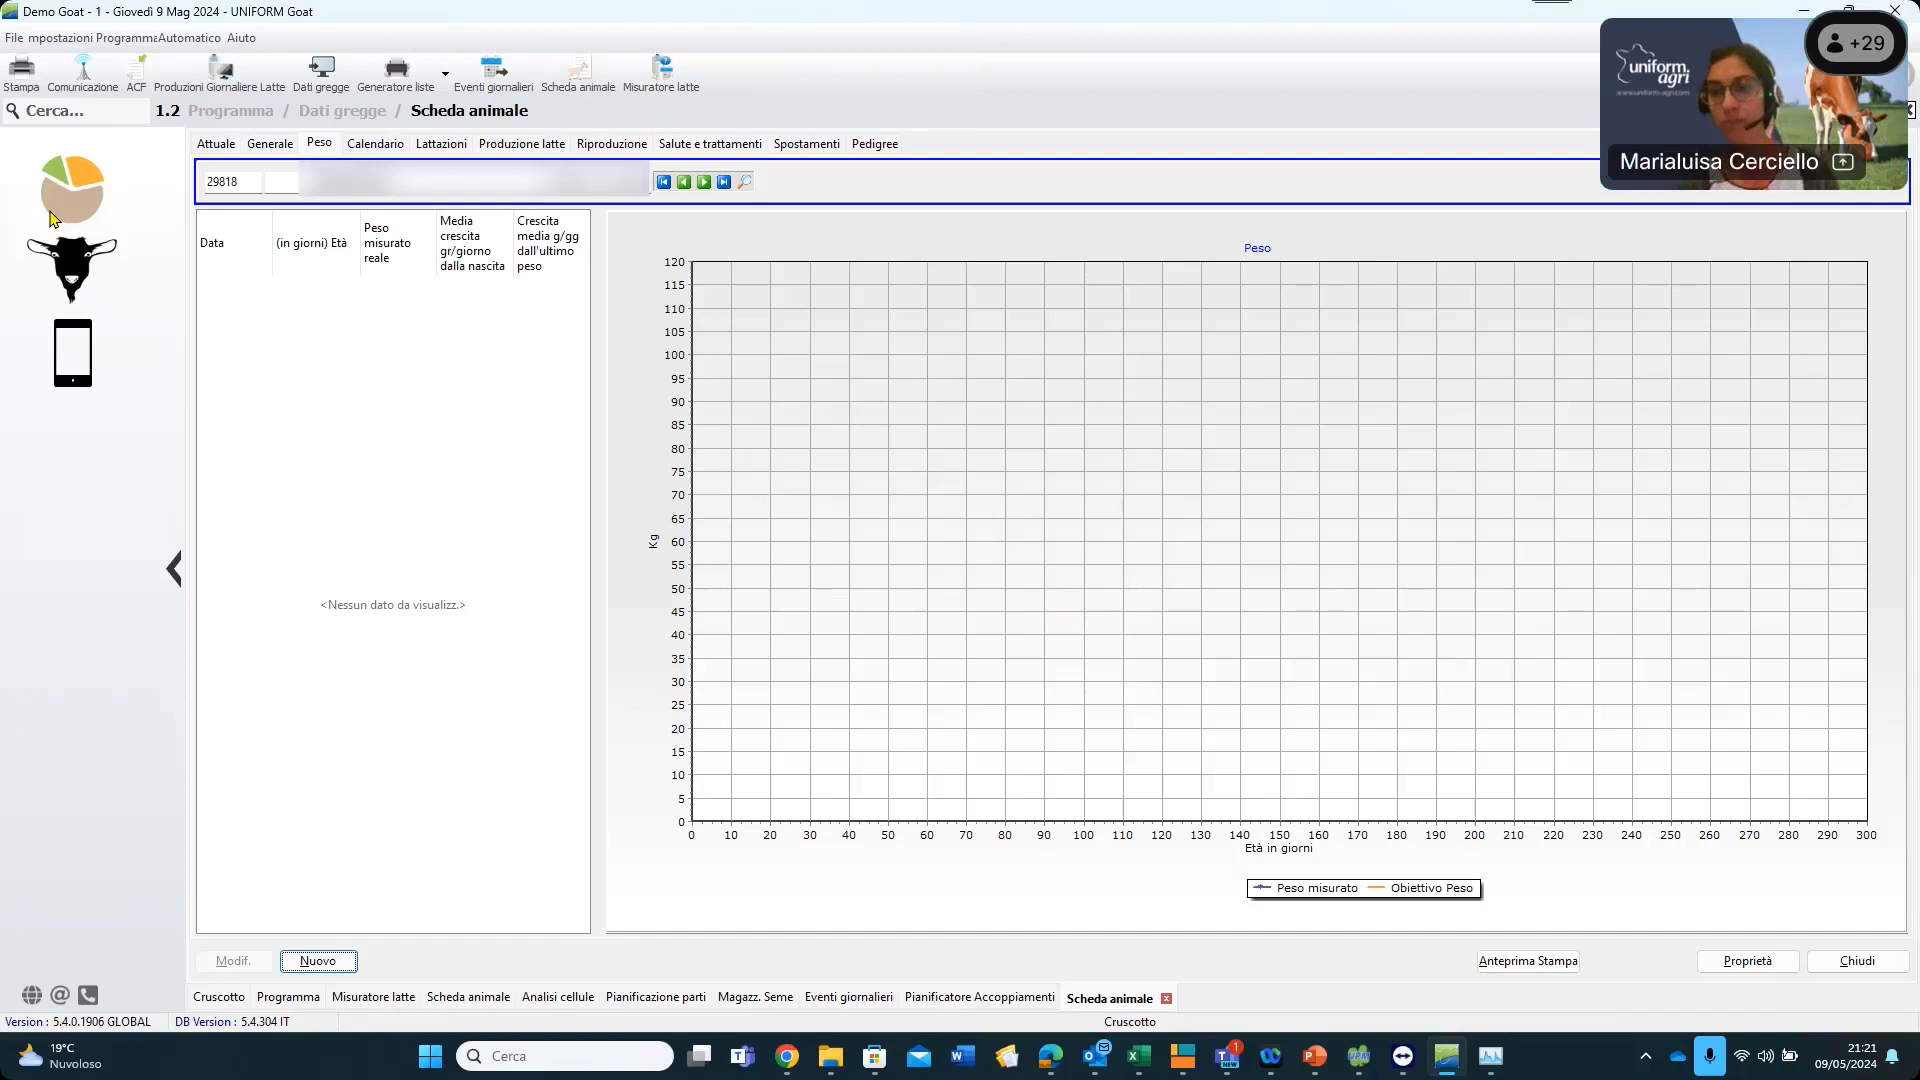 Demo Goat - 1 - Giovedì 9 Mag 2024 - UNIFORM Goat
File mpostazioni Programma Automatico Aiuto
Stampa Comunicazione ACF Produzioni Giornaliere Latte Dati gregge Generatore liste Eventi giornalieri Scheda animale Misuratore latte
Cerca... 1.2 Programma / Dati gregge / Scheda animale
+29
uniform.
agri
www.uniform-agri.com
Marialuisa Cerciello
Attuale Generale Peso Calendario Lattazioni Produzione latte Riproduzione Salute e trattamenti Spostamenti Pedigree
29818
Data
(in giorni) Età
Peso
misurato
reale
Media
crescita
gr/giorno
dalla nascita
Crescita
media g/gg
dall'ultimo
peso
<Nessun dato da visualizz.>
Peso
120
115
110
105
100
95
90
85
80
75
70
65
60
55
50
45
40
35
30
25
20
15
10
5
0
Kg
0 10 20 30 40 50 60 70 80 90 100 110 120 130 140 150 160 170 180 190 200 210 220 230 240 250 260 270 280 290 300
Età in giorni
Peso misurato Obiettivo Peso
Modif. Nuovo Anteprima Stampa Proprietà Chiudi
Cruscotto Programma Misuratore latte Scheda animale Analisi cellule Pianificazione parti Magazz. Seme Eventi giornalieri Pianificatore Accoppiamenti Scheda animale
Version : 5.4.0.1906 GLOBAL DB Version : 5.4.304 IT Cruscotto
19°C
Nuvoloso
Cerca
1
NEW
UPM
21:21
09/05/2024